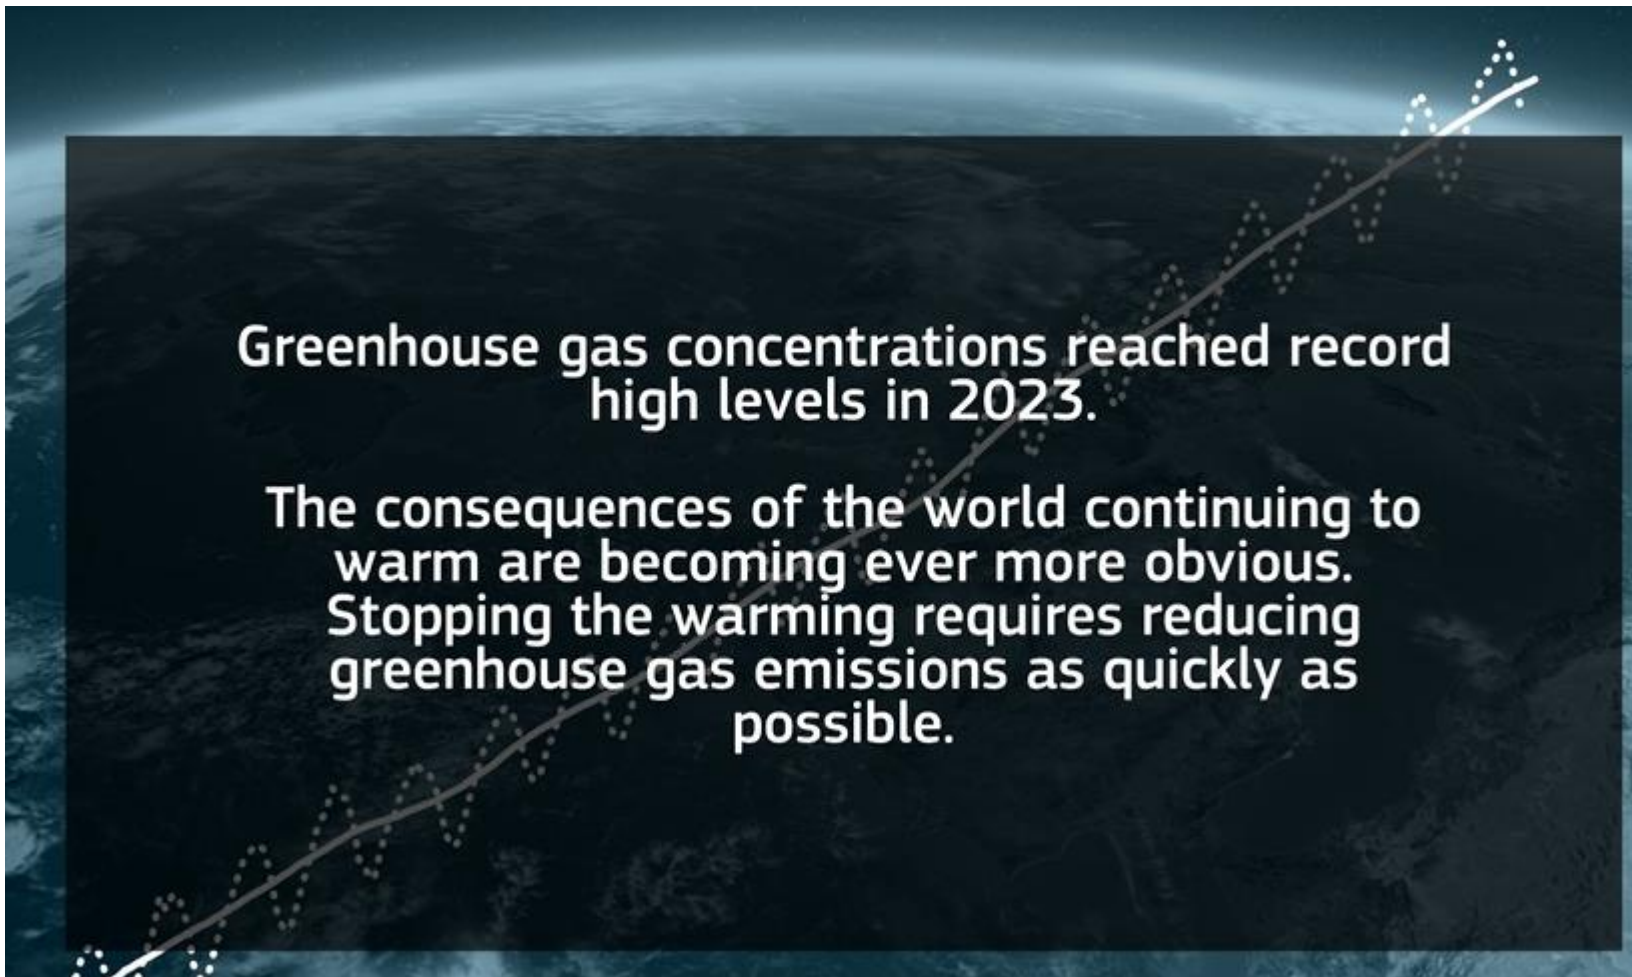 Greenhouse gas concentrations reached record
high levels in 2023.
The consequences of the world continuing to
warm are becoming ever more obvious.
Stopping the warming requires reducing
greenhouse gas emissions as quickly as
possible.